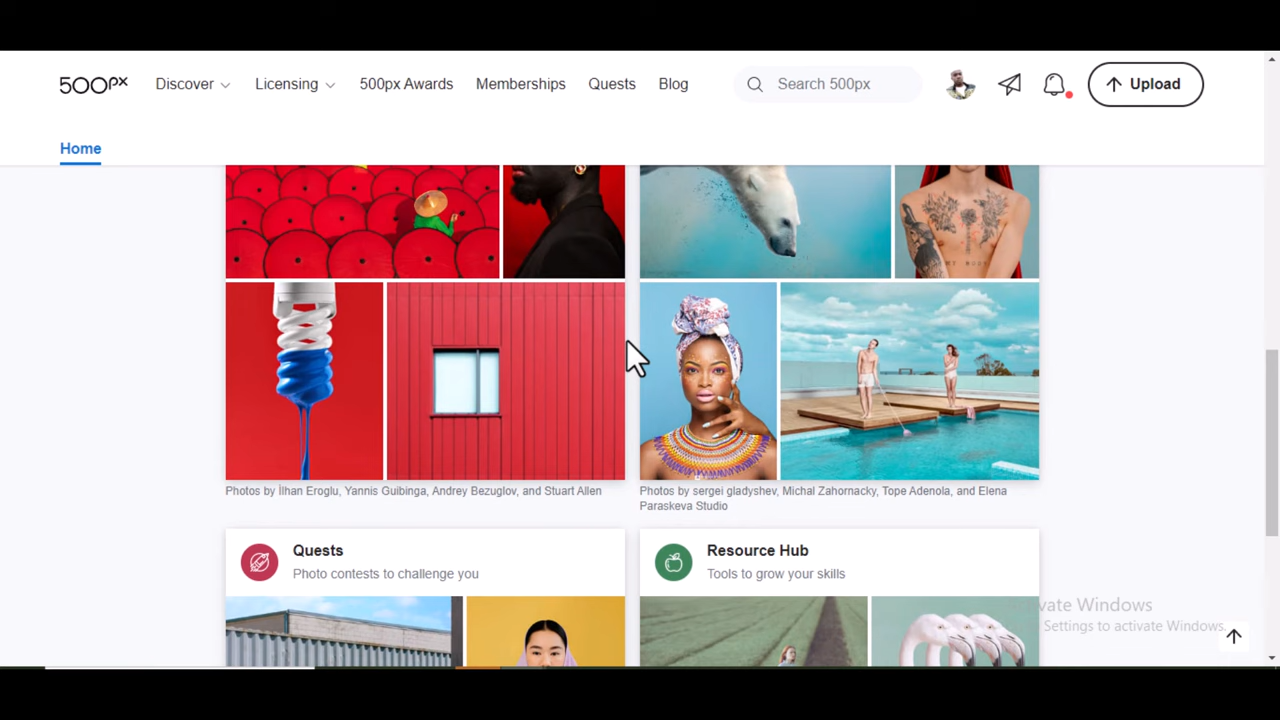 500px Discover Licensing 500px Awards Memberships Quests Blog Search 500px Upload
Home
MY BODY
Photos by İlhan Eroglu, Yannis Guibinga, Andrey Bezuglov, and Stuart Allen
Photos by sergei gladyshev, Michal Zahornacky, Tope Adenola, and Elena
Paraskeva Studio
Quests
Photo contests to challenge you
Resource Hub
Tools to grow your skills
vate Windows
Settings to activate Windows.